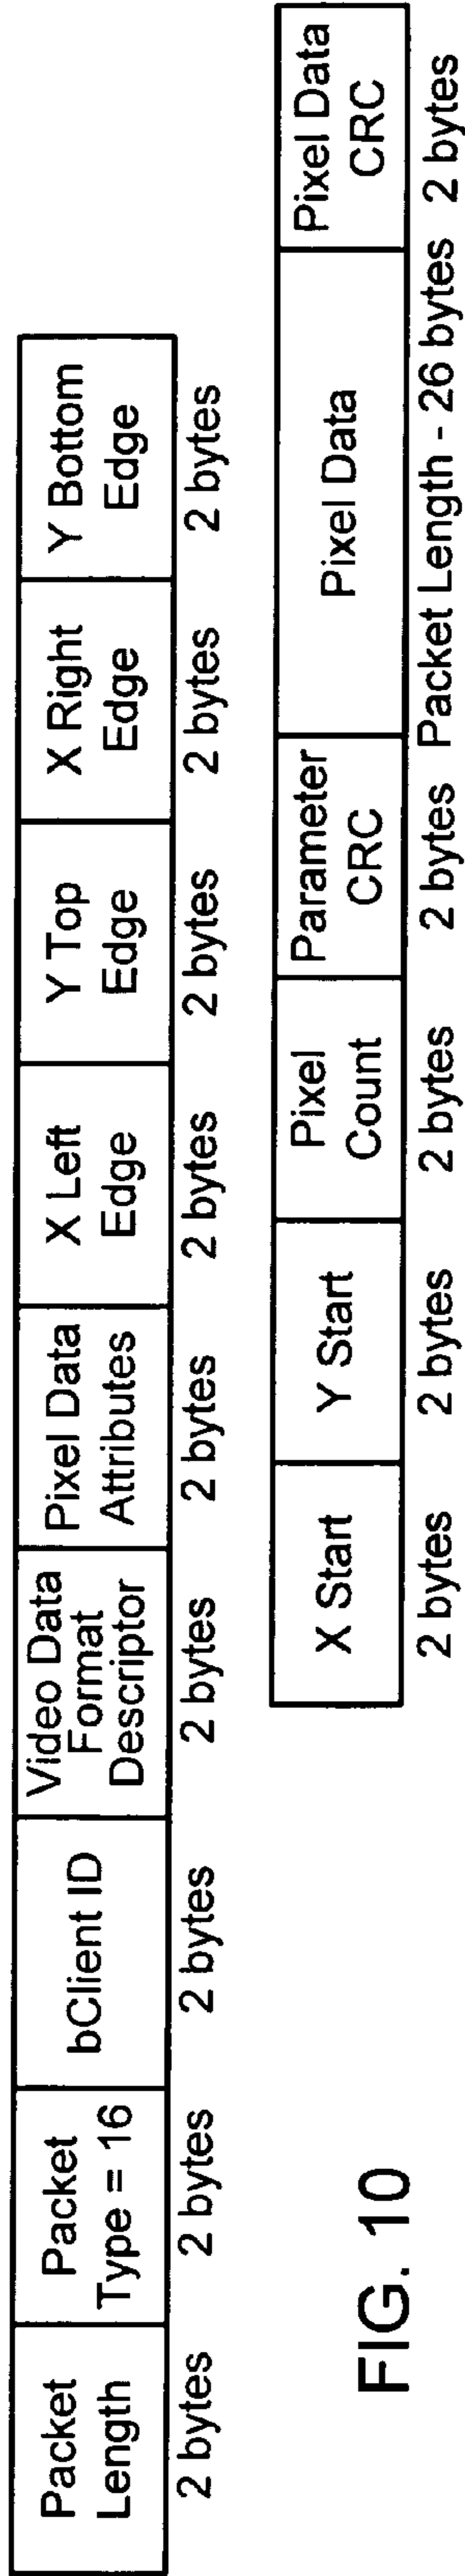 Packet
Length
2 bytes
Packet
Type = 16
2 bytes
bClient ID
2 bytes
Video Data
Format
Descriptor
2 bytes
Pixel Data
Attributes
2 bytes
X Left
Edge
2 bytes
Y Top
Edge
2 bytes
X Right
Edge
2 bytes
Y Bottom
Edge
2 bytes
X Start
2 bytes
Y Start
2 bytes
Pixel
Count
2 bytes
Parameter
CRC
2 bytes
Pixel Data
Packet Length - 26 bytes
Pixel Data
CRC
2 bytes
FIG. 10